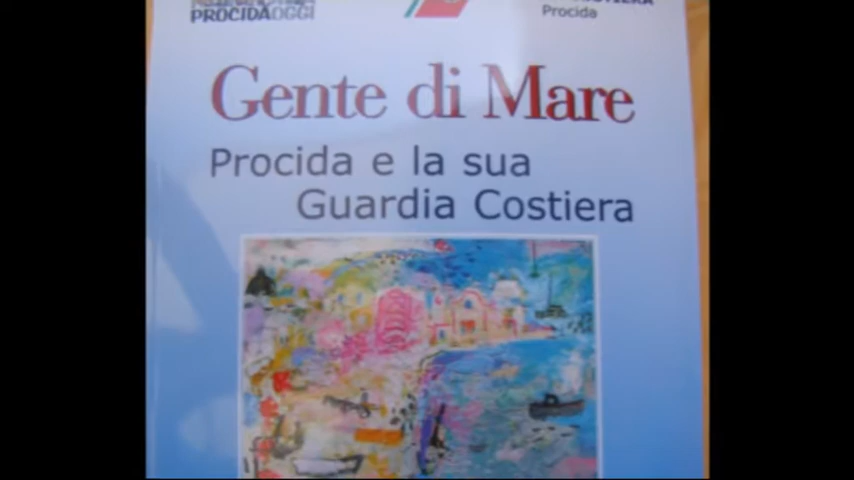 PROCIDAOGGI
Procida
Gente di Mare
Procida e la sua
Guardia Costiera